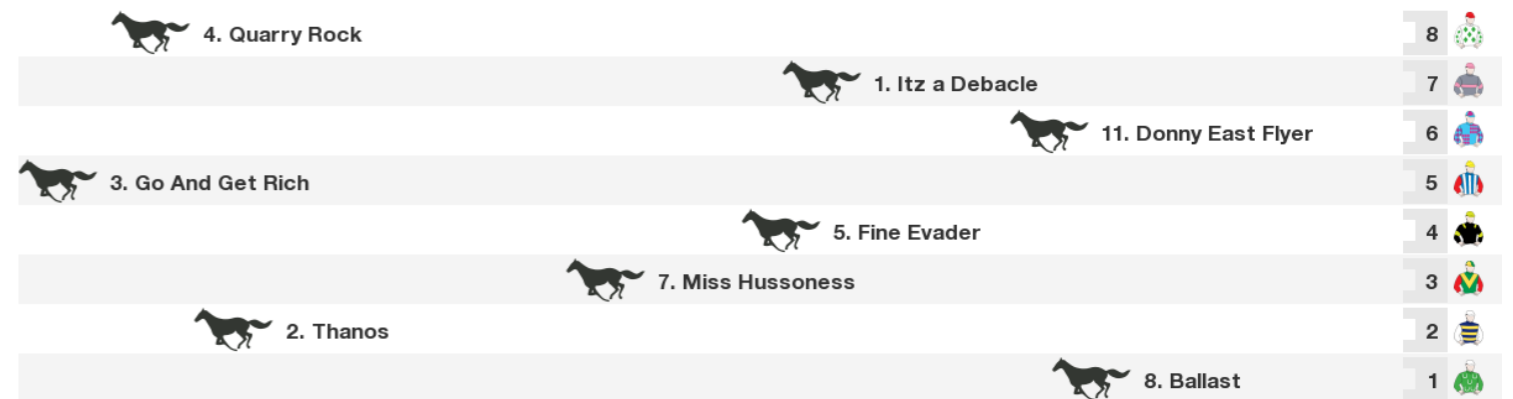 4. Quarry Rock 8
1. Itz a Debacle 7
11. Donny East Flyer 6
3. Go And Get Rich 5
5. Fine Evader 4
7. Miss Hussoness 3
2. Thanos 2
8. Ballast 1